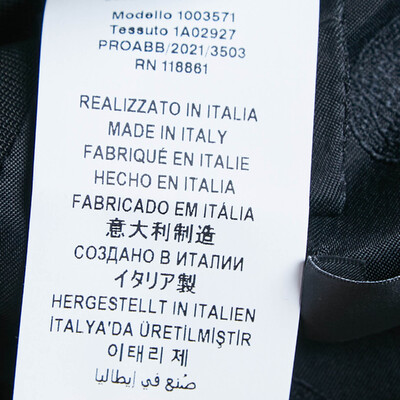 Modello 1003571
Tessuto 1A02927
PROABB/2021/3503
RN 118861
REALIZZATO IN ITALIA
MADE IN ITALY
FABRIQUÉ EN ITALIE
HECHO EN ITALIA
FABRICADO EM ITÁLIA
意大利制造
СОЗДАНО В ИТАЛИИ
イタリア製
HERGESTELLT IN ITALIEN
İTALYA'DA ÜRETİLMİŞTİR
이태리 제
صُنع في إيطاليا